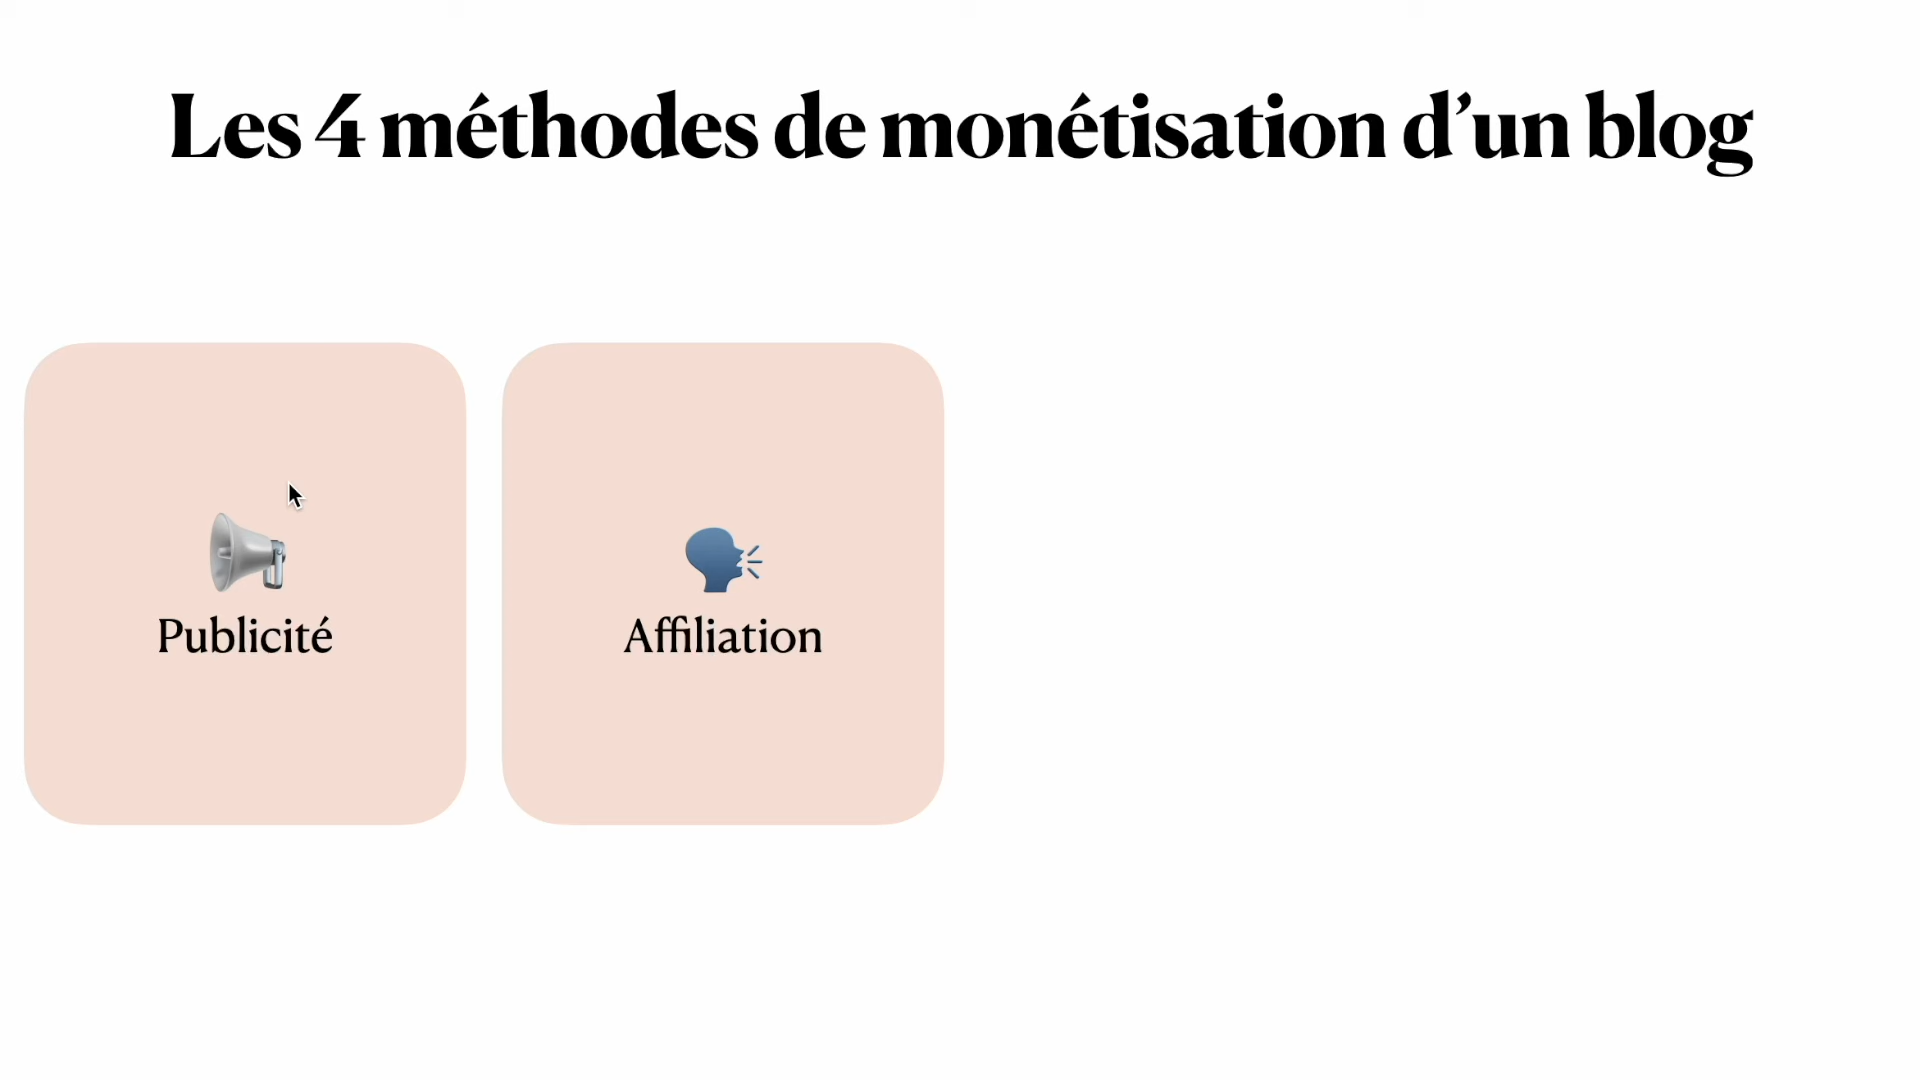 Les 4 méthodes de monétisation d’un blog
Publicité
Affiliation